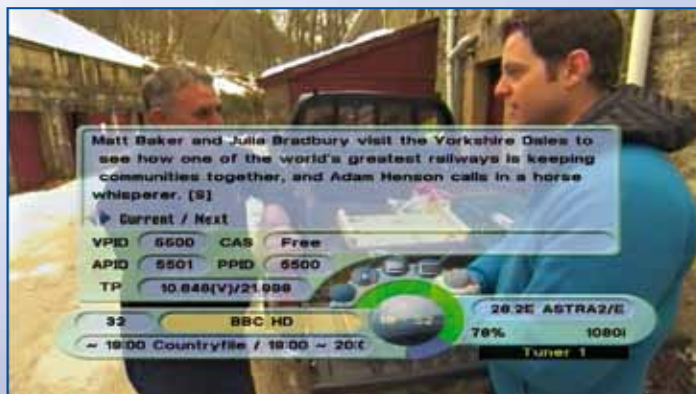 Matt Baker and Julia Bradbury visit the Yorkshire Dales to
see how one of the world's greatest railways is keeping
communities together, and Adam Henson calls in a horse
whisperer. [S]
Current / Next
VPID 5500 CAS Free
APID 5501 PPID 5500
TP 10.846(V)/21.998
32 BBC HD
28.2E ASTRA2/E
78% 1080i
~ 19:00 Countryfile / 19:00 ~ 20:0
Tuner 1